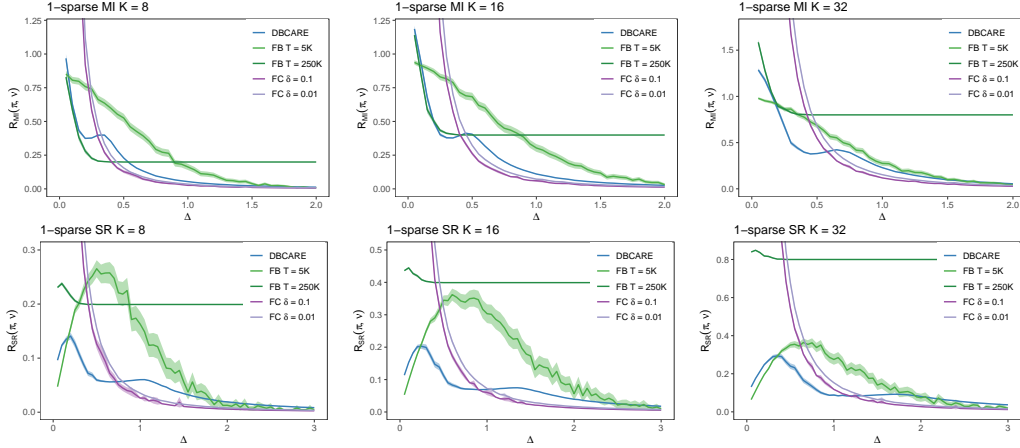 1-sparse MI K = 8
R_MI(π, ν)
1.25
1.00
0.75
0.50
0.25
0.00
DBCARE
FB T = 5K
FB T = 250K
FC δ = 0.1
FC δ = 0.01
0.0 0.5 1.0 1.5 2.0
Δ
1-sparse MI K = 16
R_MI(π, ν)
1.25
1.00
0.75
0.50
0.25
0.00
DBCARE
FB T = 5K
FB T = 250K
FC δ = 0.1
FC δ = 0.01
0.0 0.5 1.0 1.5 2.0
Δ
1-sparse MI K = 32
R_MI(π, ν)
1.5
1.0
0.5
0.0
DBCARE
FB T = 5K
FB T = 250K
FC δ = 0.1
FC δ = 0.01
0.0 0.5 1.0 1.5 2.0
Δ
1-sparse SR K = 8
R_SR(π, ν)
0.3
0.2
0.1
0.0
DBCARE
FB T = 5K
FB T = 250K
FC δ = 0.1
FC δ = 0.01
0 1 2 3
Δ
1-sparse SR K = 16
R_SR(π, ν)
0.5
0.4
0.3
0.2
0.1
0.0
DBCARE
FB T = 5K
FB T = 250K
FC δ = 0.1
FC δ = 0.01
0 1 2 3
Δ
1-sparse SR K = 32
R_SR(π, ν)
0.8
0.6
0.4
0.2
0.0
DBCARE
FB T = 5K
FB T = 250K
FC δ = 0.1
FC δ = 0.01
0 1 2 3
Δ